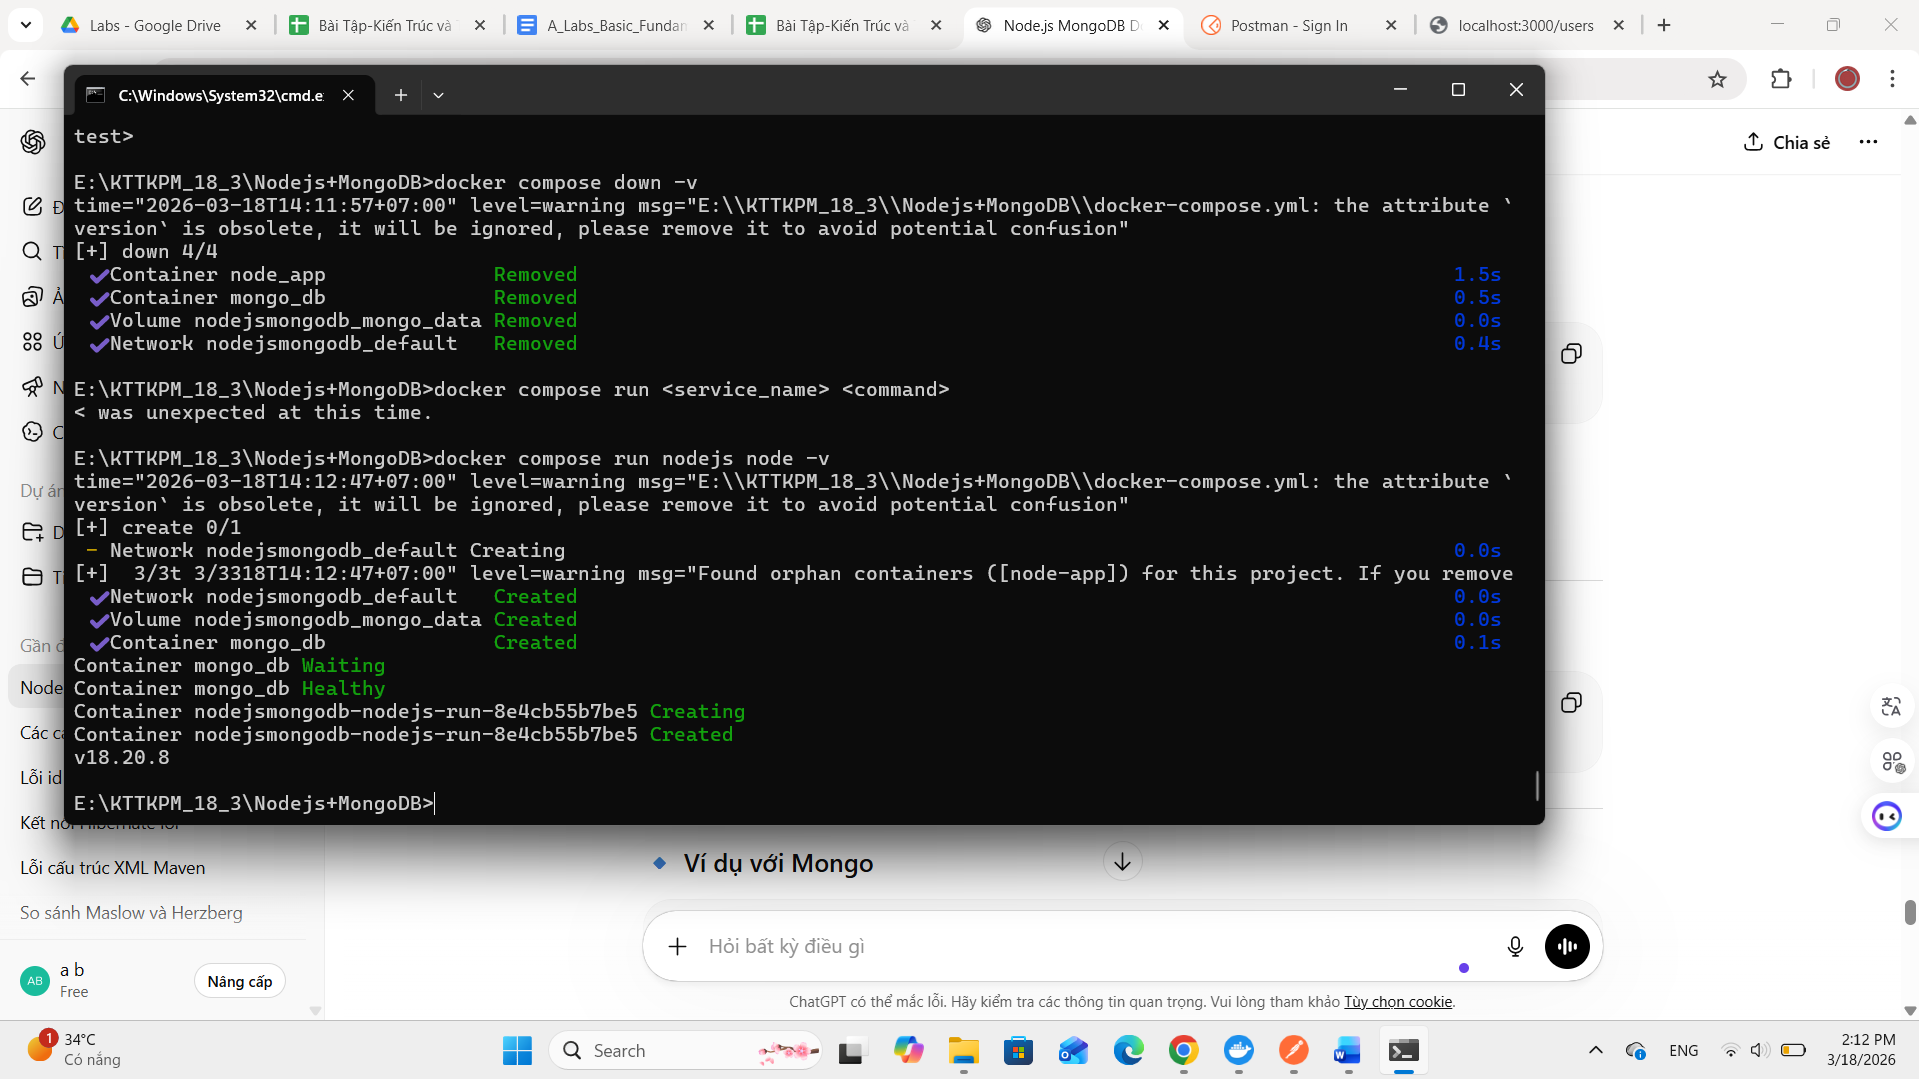 Labs - Google Drive
Bài Tập-Kiến Trúc và
A_Labs_Basic_Fundan
Bài Tập-Kiến Trúc và
Node.js MongoDB D
Postman - Sign In
localhost:3000/users
C:\Windows\System32\cmd.e
test>
E:\KTTKPM_18_3\Nodejs+MongoDB>docker compose down -v
time="2026-03-18T14:11:57+07:00" level=warning msg="E:\\KTTKPM_18_3\\Nodejs+MongoDB\\docker-compose.yml: the attribute `
version` is obsolete, it will be ignored, please remove it to avoid potential confusion"
[+] down 4/4
✔Container node_app Removed 1.5s
✔Container mongo_db Removed 0.5s
✔Volume nodejsmongodb_mongo_data Removed 0.0s
✔Network nodejsmongodb_default Removed 0.4s
E:\KTTKPM_18_3\Nodejs+MongoDB>docker compose run <service_name> <command>
< was unexpected at this time.
E:\KTTKPM_18_3\Nodejs+MongoDB>docker compose run nodejs node -v
time="2026-03-18T14:12:47+07:00" level=warning msg="E:\\KTTKPM_18_3\\Nodejs+MongoDB\\docker-compose.yml: the attribute `
version` is obsolete, it will be ignored, please remove it to avoid potential confusion"
[+] create 0/1
- Network nodejsmongodb_default Creating 0.0s
[+]  3/3t 3/3318T14:12:47+07:00" level=warning msg="Found orphan containers ([node-app]) for this project. If you remove
✔Network nodejsmongodb_default Created 0.0s
✔Volume nodejsmongodb_mongo_data Created 0.0s
✔Container mongo_db Created 0.1s
Container mongo_db Waiting
Container mongo_db Healthy
Container nodejsmongodb-nodejs-run-8e4cb55b7be5 Creating
Container nodejsmongodb-nodejs-run-8e4cb55b7be5 Created
v18.20.8
E:\KTTKPM_18_3\Nodejs+MongoDB>
Chia sẻ
Dự án
Gần đ
Node
Các c
Lỗi id
Kết nối Hibernate lỗi
Lỗi cấu trúc XML Maven
So sánh Maslow và Herzberg
AB
a b
Free
Nâng cấp
Ví dụ với Mongo
Hỏi bất kỳ điều gì
ChatGPT có thể mắc lỗi. Hãy kiểm tra các thông tin quan trọng. Vui lòng tham khảo Tùy chọn cookie.
1
34°C
Có nắng
Search
ENG
2:12 PM
3/18/2026